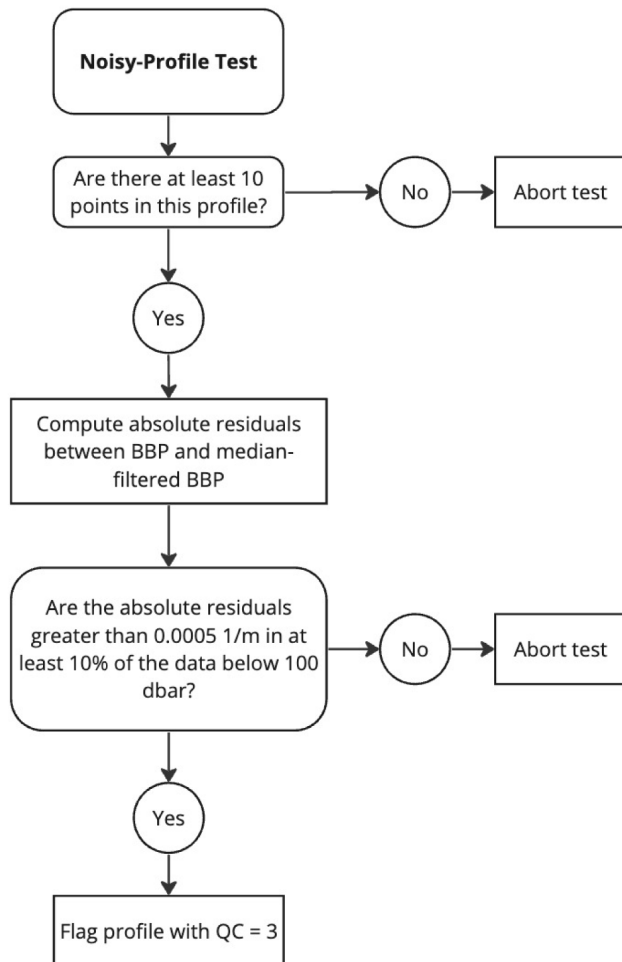 Noisy-Profile Test
Are there at least 10
points in this profile?
No
Abort test
Yes
Compute absolute residuals
between BBP and median-
filtered BBP
Are the absolute residuals
greater than 0.0005 1/m in at
least 10% of the data below 100
dbar?
No
Abort test
Yes
Flag profile with QC = 3